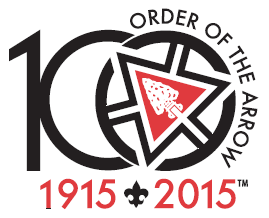 ORDER OF THE ARROW
100
1915 ⚜ 2015™